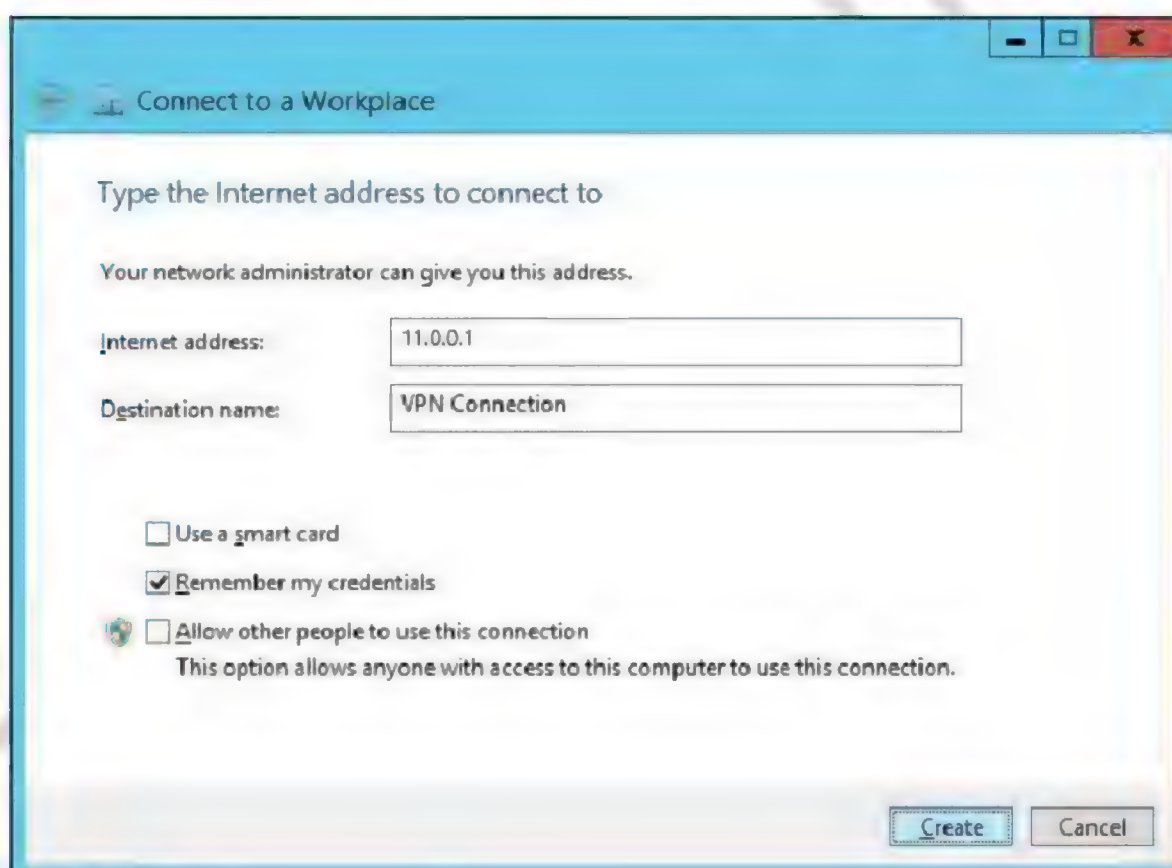 Connect to a Workplace
Type the Internet address to connect to
Your network administrator can give you this address.
Internet address:
11.0.0.1
Destination name:
VPN Connection
Use a smart card
Remember my credentials
Allow other people to use this connection
This option allows anyone with access to this computer to use this connection.
Create
Cancel